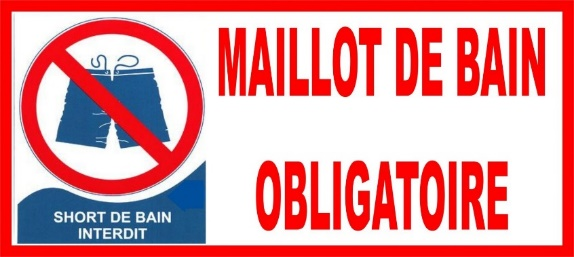 MAILLOT DE BAIN
OBLIGATOIRE
SHORT DE BAIN
INTERDIT